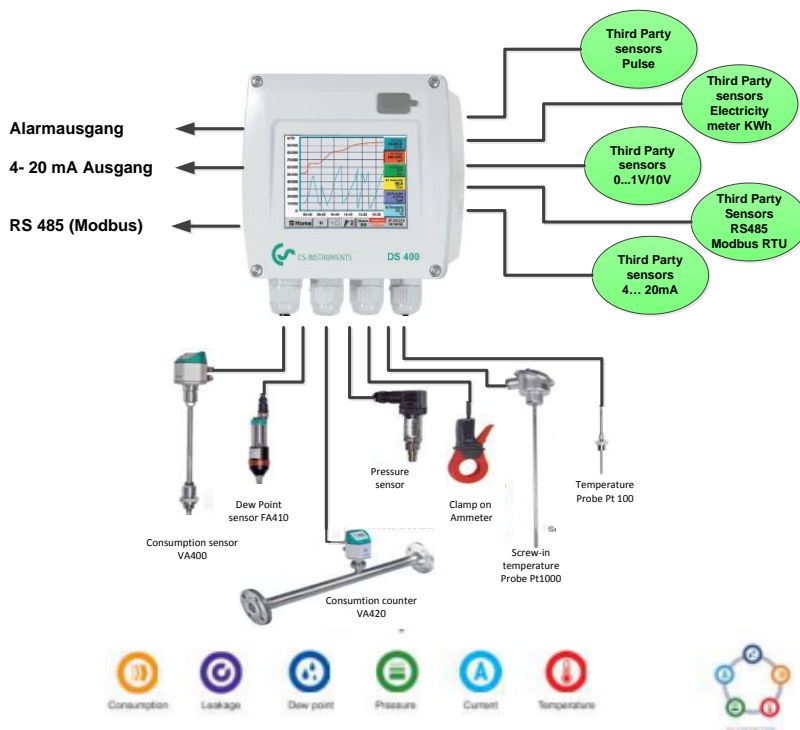 Third Party
sensors
Pulse
Third Party
sensors
Electricity
meter KWh
Alarmausgang
4- 20 mA Ausgang
RS 485 (Modbus)
Third Party
sensors
0...1V/10V
Third Party
Sensors
RS485
Modbus RTU
Third Party
sensors
4... 20mA
Home
CS INSTRUMENTS
DS 400
Pressure
sensor
Clamp on
Ammeter
Temperature
Probe Pt 100
Dew Point
sensor FA410
Consumption sensor
VA400
Screw-in
temperature
Probe Pt1000
Consumtion counter
VA420
Consumption
Leakage
Dew point
Pressure
A
Current
Temperature